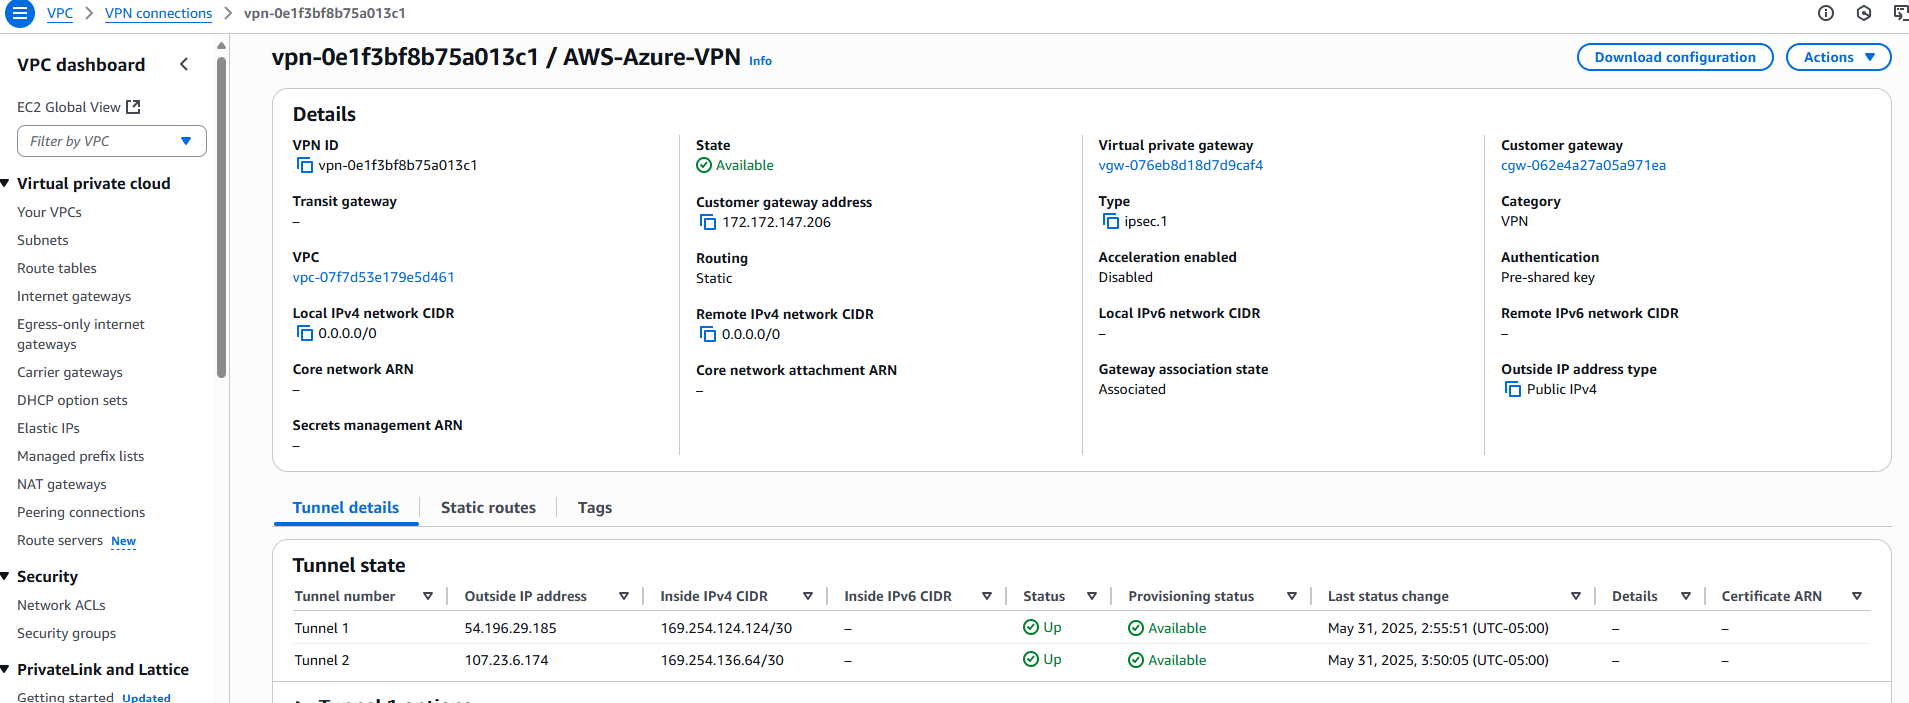 VPC > VPN connections > vpn-0e1f3bf8b75a013c1
VPC dashboard
EC2 Global View
Filter by VPC
Virtual private cloud
Your VPCs
Subnets
Route tables
Internet gateways
Egress-only internet
gateways
Carrier gateways
DHCP option sets
Elastic IPs
Managed prefix lists
NAT gateways
Peering connections
Route servers New
Security
Network ACLs
Security groups
PrivateLink and Lattice
Getting started Updated
vpn-0e1f3bf8b75a013c1 / AWS-Azure-VPN Info
Download configuration
Actions
Details
VPN ID
vpn-0e1f3bf8b75a013c1
State
Available
Virtual private gateway
vgw-076eb8d18d7d9caf4
Customer gateway
cgw-062e4a27a05a971ea
Transit gateway
–
Customer gateway address
172.172.147.206
Type
ipsec.1
Category
VPN
VPC
vpc-07f7d53e179e5d461
Routing
Static
Acceleration enabled
Disabled
Authentication
Pre-shared key
Local IPv4 network CIDR
0.0.0.0/0
Remote IPv4 network CIDR
0.0.0.0/0
Local IPv6 network CIDR
–
Remote IPv6 network CIDR
–
Core network ARN
–
Core network attachment ARN
–
Gateway association state
Associated
Outside IP address type
Public IPv4
Secrets management ARN
–
Tunnel details
Static routes
Tags
Tunnel state
Tunnel number Outside IP address Inside IPv4 CIDR Inside IPv6 CIDR Status Provisioning status Last status change Details Certificate ARN
Tunnel 1 54.196.29.185 169.254.124.124/30 – Up Available May 31, 2025, 2:55:51 (UTC-05:00) – –
Tunnel 2 107.23.6.174 169.254.136.64/30 – Up Available May 31, 2025, 3:50:05 (UTC-05:00) – –
Tunnel 1 options